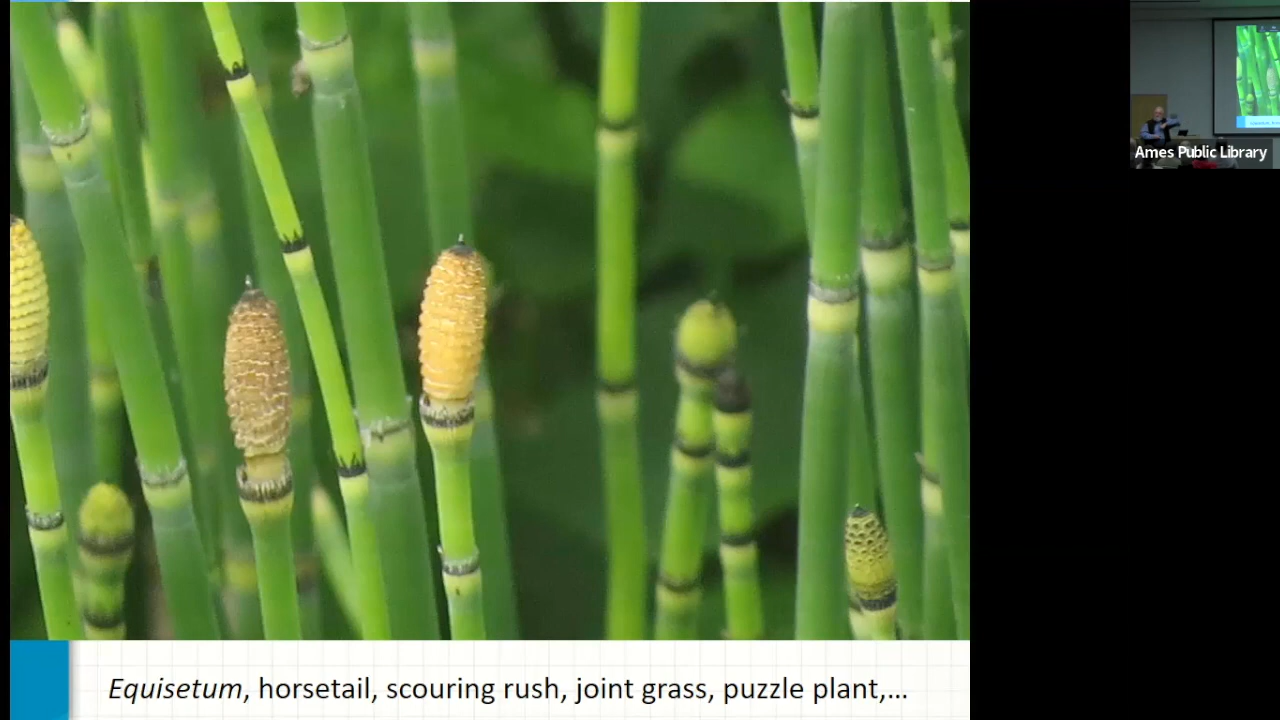 Equisetum, horsetail, scouring rush, joint grass, puzzle plant,...
Ames Public Library